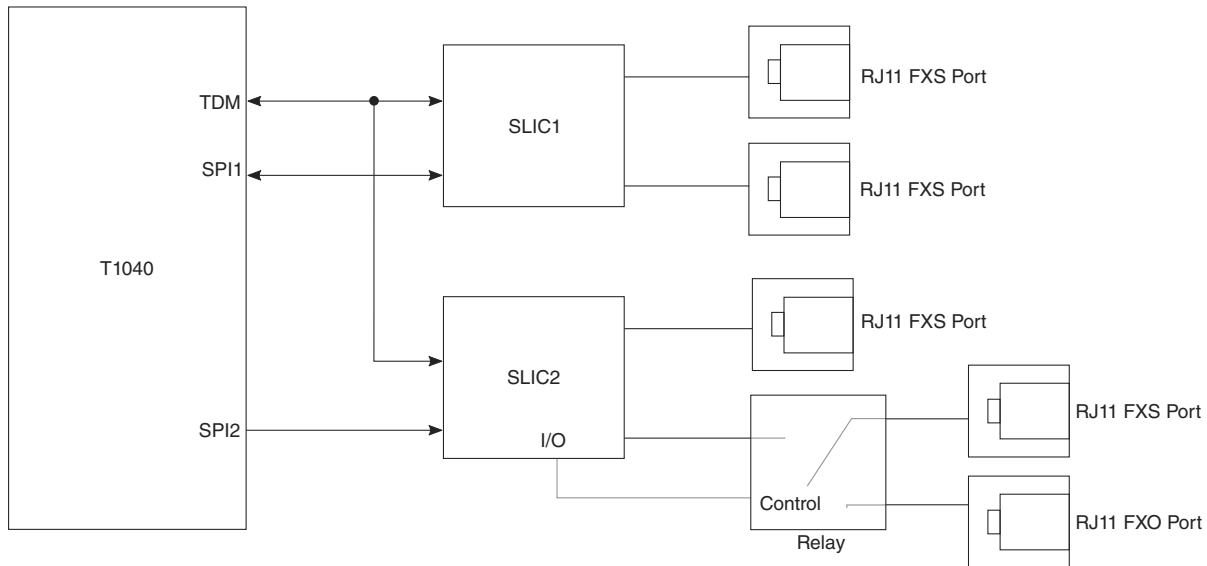 T1040
TDM
SPI1
SPI2
SLIC1
RJ11 FXS Port
RJ11 FXS Port
SLIC2
I/O
RJ11 FXS Port
Control
Relay
RJ11 FXS Port
RJ11 FXO Port